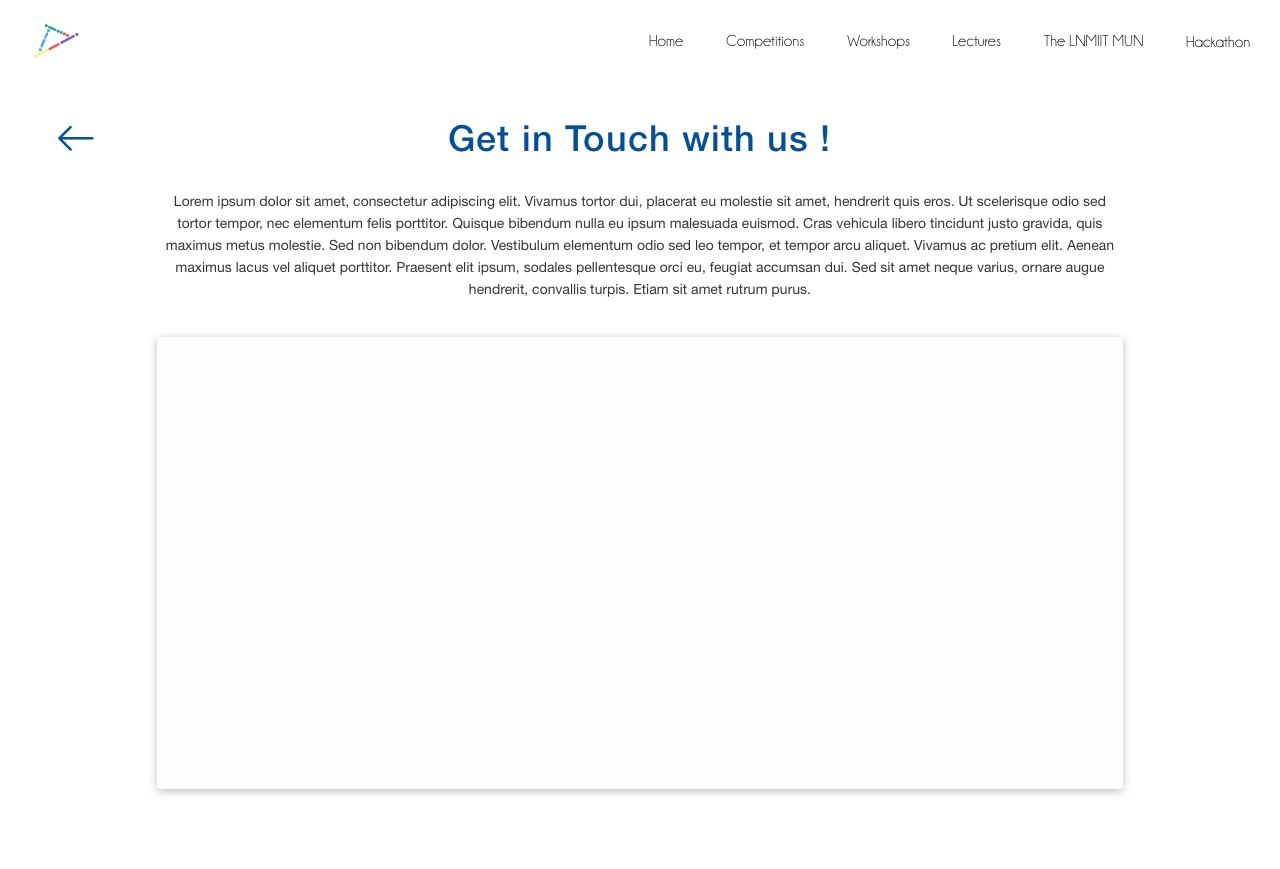 Home Competitions Workshops Lectures The LNMIIT MUN Hackathon
Get in Touch with us !
Lorem ipsum dolor sit amet, consectetur adipiscing elit. Vivamus tortor dui, placerat eu molestie sit amet, hendrerit quis eros. Ut scelerisque odio sed
tortor tempor, nec elementum felis porttitor. Quisque bibendum nulla eu ipsum malesuada euismod. Cras vehicula libero tincidunt justo gravida, quis
maximus metus molestie. Sed non bibendum dolor. Vestibulum elementum odio sed leo tempor, et tempor arcu aliquet. Vivamus ac pretium elit. Aenean
maximus lacus vel aliquet porttitor. Praesent elit ipsum, sodales pellentesque orci eu, feugiat accumsan dui. Sed sit amet neque varius, ornare augue
hendrerit, convallis turpis. Etiam sit amet rutrum purus.